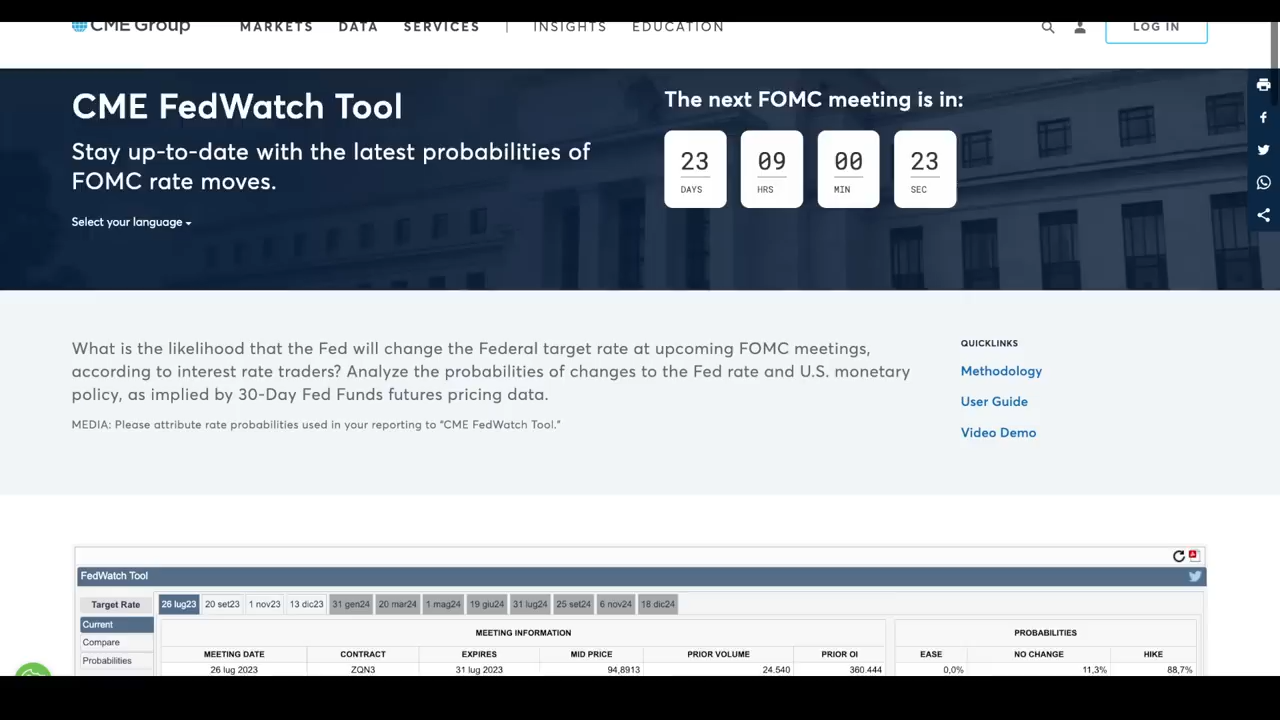 CME Group
MARKETS DATA SERVICES | INSIGHTS EDUCATION
LOG IN
CME FedWatch Tool
Stay up-to-date with the latest probabilities of
FOMC rate moves.
Select your language
The next FOMC meeting is in:
23 09 00 23
DAYS HRS MIN SEC
What is the likelihood that the Fed will change the Federal target rate at upcoming FOMC meetings,
according to interest rate traders? Analyze the probabilities of changes to the Fed rate and U.S. monetary
policy, as implied by 30-Day Fed Funds futures pricing data.
MEDIA: Please attribute rate probabilities used in your reporting to "CME FedWatch Tool."
QUICKLINKS
Methodology
User Guide
Video Demo
FedWatch Tool
Target Rate
Current
Compare
Probabilities
26 lug23 20 set23 1 nov23 13 dic23 31 gen24 20 mar24 1 mag24 19 giu24 31 lug24 25 set24 6 nov24 18 dic24
MEETING INFORMATION
MEETING DATE CONTRACT EXPIRES MID PRICE PRIOR VOLUME PRIOR OI
26 lug 2023 ZQN3 31 lug 2023 94,8913 24.540 360.444
PROBABILITIES
EASE NO CHANGE HIKE
0,0% 11,3% 88,7%